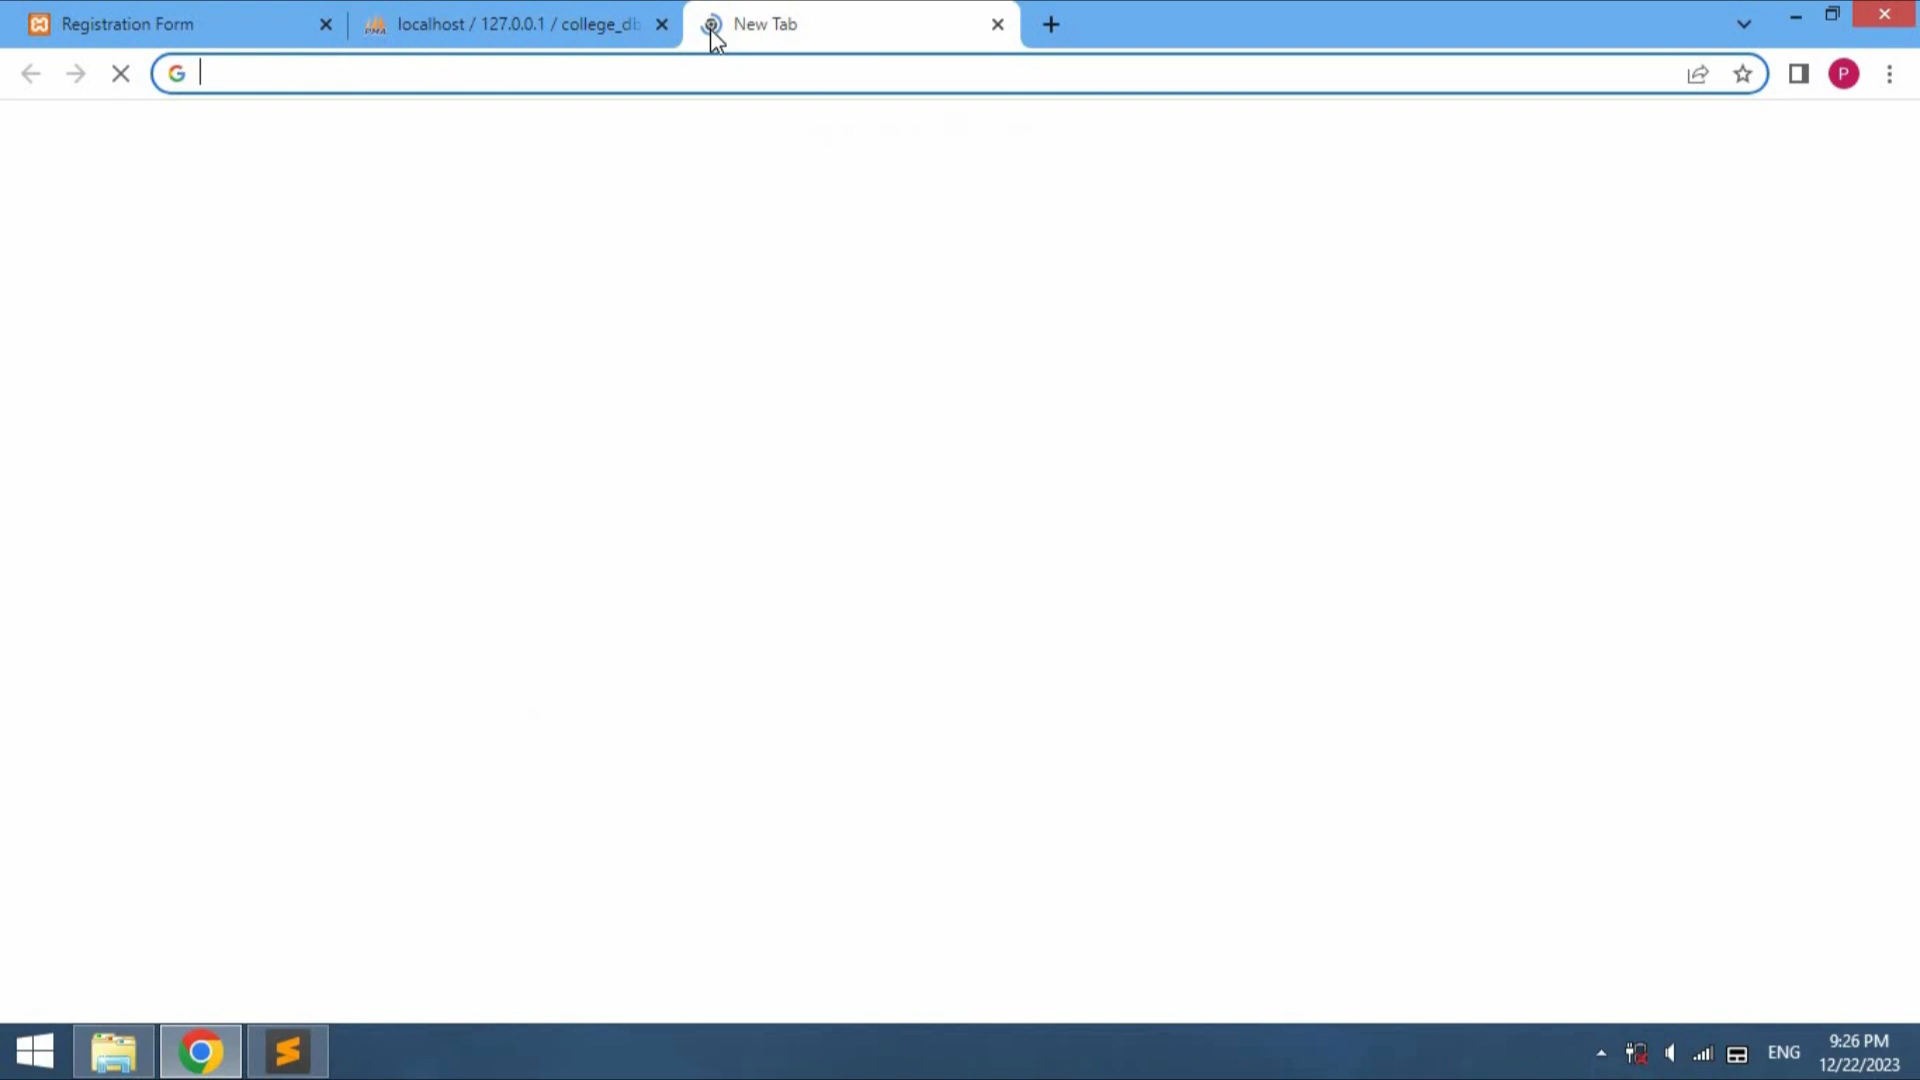 Registration Form
localhost / 127.0.0.1 / college_db
New Tab
G
P
ENG
9:26 PM
12/22/2023